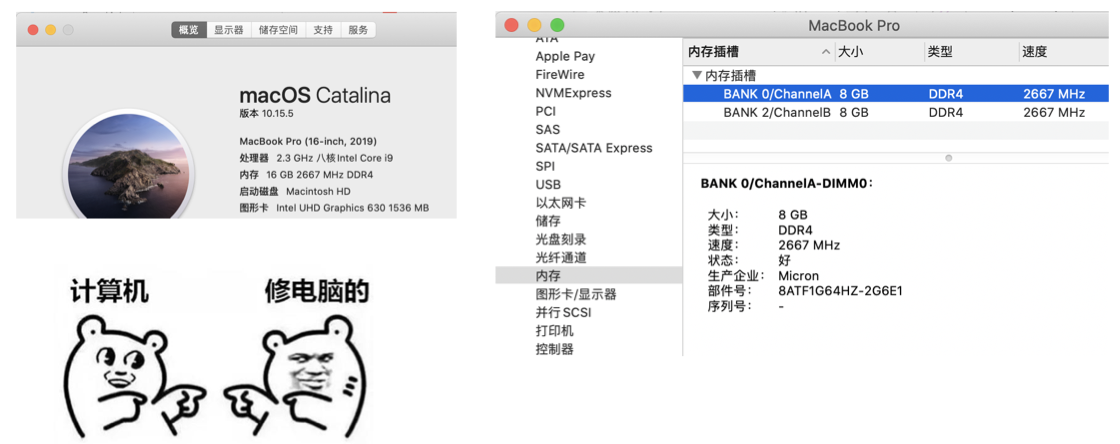 概览 显示器 储存空间 支持 服务
macOS Catalina
版本 10.15.5
MacBook Pro (16-inch, 2019)
处理器 2.3 GHz 八核Intel Core i9
内存 16 GB 2667 MHz DDR4
启动磁盘 Macintosh HD
图形卡 Intel UHD Graphics 630 1536 MB
计算机 修电脑的
MacBook Pro
ATA
Apple Pay
FireWire
NVMExpress
PCI
SAS
SATA/SATA Express
SPI
USB
以太网卡
储存
光盘刻录
光纤通道
内存
图形卡/显示器
并行SCSI
打印机
控制器
内存插槽 大小 类型 速度
内存插槽
BANK 0/ChannelA 8 GB DDR4 2667 MHz
BANK 2/ChannelB 8 GB DDR4 2667 MHz
BANK 0/ChannelA-DIMM0：
大小： 8 GB
类型： DDR4
速度： 2667 MHz
状态： 好
生产企业： Micron
部件号： 8ATF1G64HZ-2G6E1
序列号： -